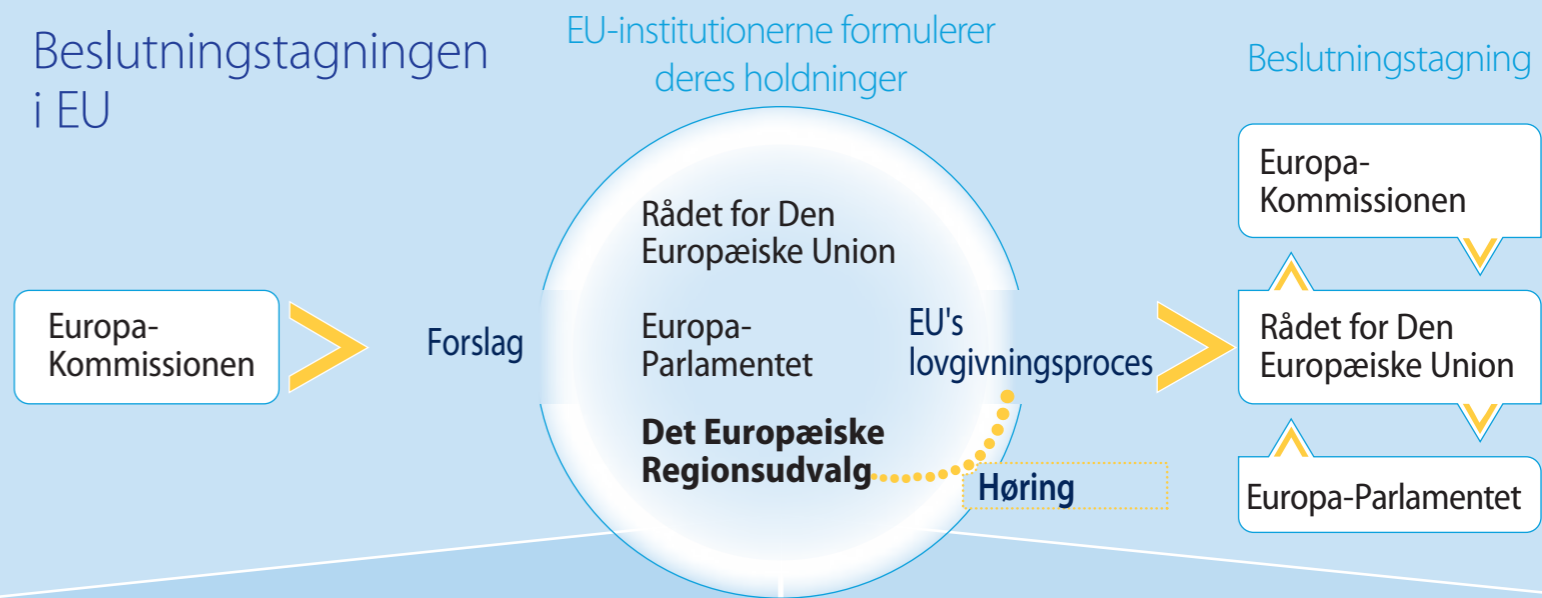 Beslutningstagningen
i EU
EU-institutionerne formulerer
deres holdninger
Beslutningstagning
Europa-
Kommissionen
Forslag
Rådet for Den
Europæiske Union
Europa-
Parlamentet
Det Europæiske
Regionsudvalg
EU's
lovgivningsproces
Høring
Europa-
Kommissionen
Rådet for Den
Europæiske Union
Europa-Parlamentet